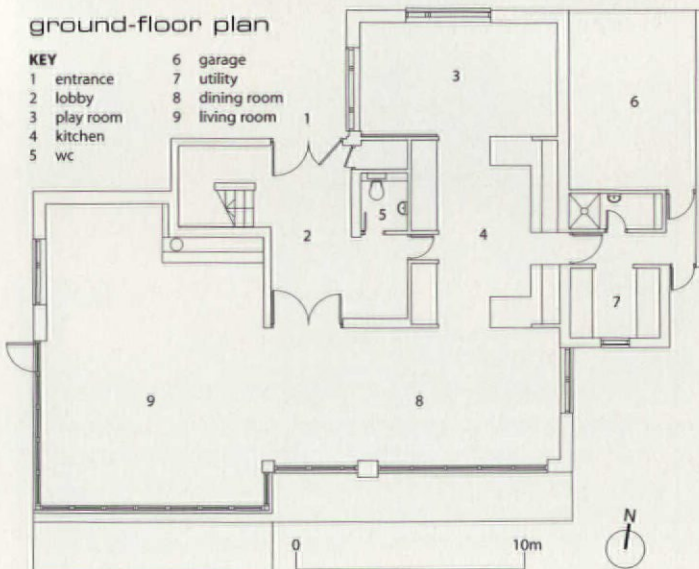 ground-floor plan
KEY
1 entrance
2 lobby
3 play room
4 kitchen
5 wc
6 garage
7 utility
8 dining room
9 living room
1
3
6
5
2
4
7
9
8
0 10m
N